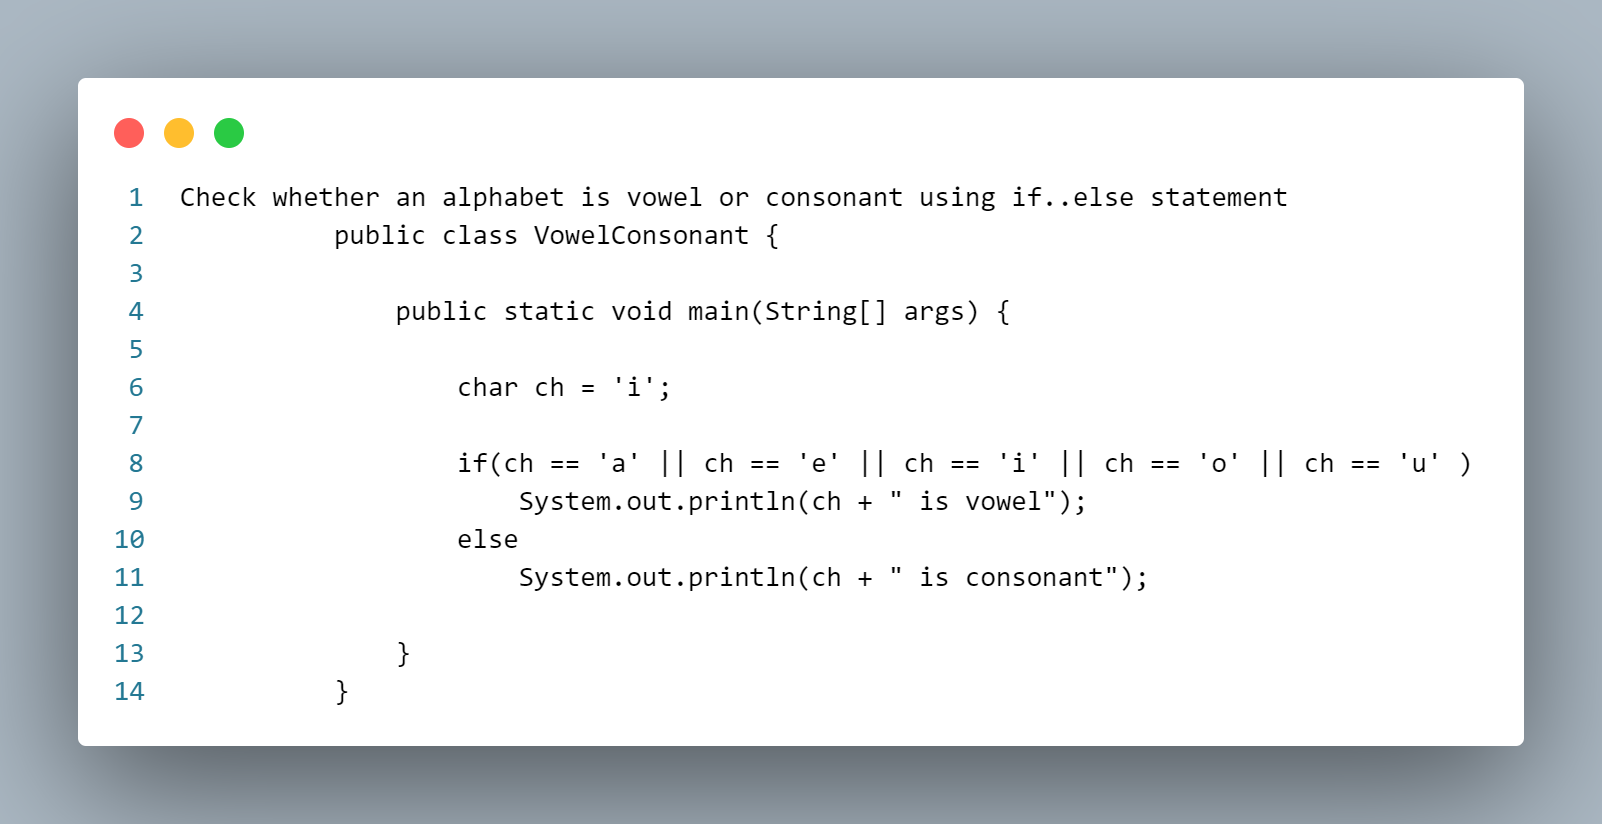 1 Check whether an alphabet is vowel or consonant using if..else statement
2 public class VowelConsonant {
3
4 public static void main(String[] args) {
5
6 char ch = 'i';
7
8 if(ch == 'a' || ch == 'e' || ch == 'i' || ch == 'o' || ch == 'u' )
9 System.out.println(ch + " is vowel");
10 else
11 System.out.println(ch + " is consonant");
12
13 }
14 }